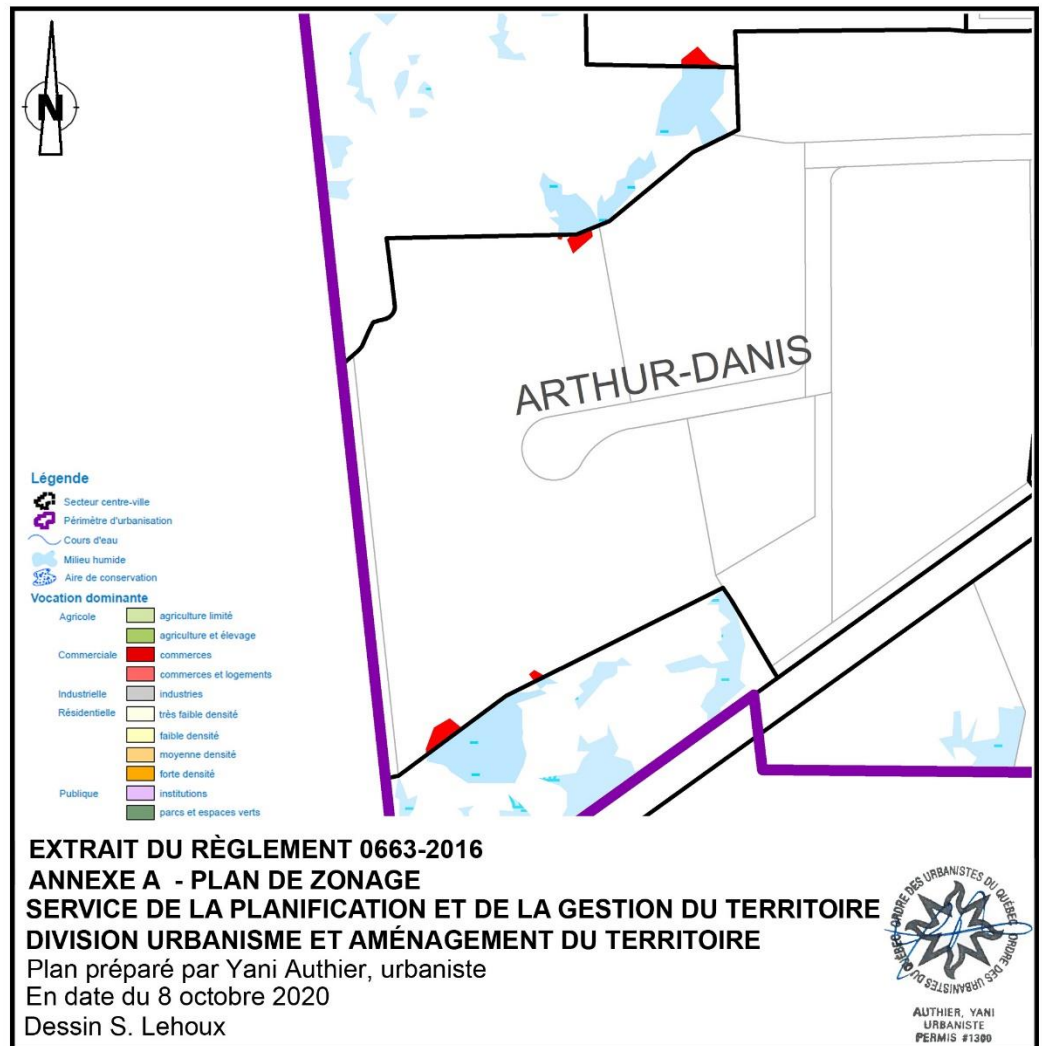 N
ARTHUR-DANIS
Légende
Secteur centre-ville
Périmètre d'urbanisation
Cours d'eau
Milieu humide
Aire de conservation
Vocation dominante
Agricole agriculture limité
agriculture et élevage
Commerciale commerces
commerces et logements
Industrielle industries
Résidentielle très faible densité
faible densité
moyenne densité
forte densité
Publique institutions
parcs et espaces verts
EXTRAIT DU RÈGLEMENT 0663-2016
ANNEXE A - PLAN DE ZONAGE
SERVICE DE LA PLANIFICATION ET DE LA GESTION DU TERRITOIRE
DIVISION URBANISME ET AMÉNAGEMENT DU TERRITOIRE
Plan préparé par Yani Authier, urbaniste
En date du 8 octobre 2020
Dessin S. Lehoux
ORDRE DES URBANISTES DU QUÉBEC
ORDRE DES URBANISTES DU QUÉBEC
AUTHIER, YANI
URBANISTE
PERMIS #1300